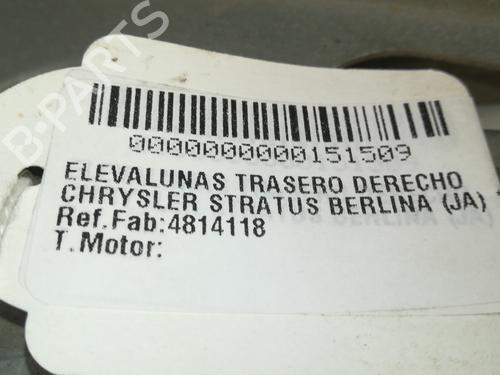 B-PARTS
0000000000151509
ELEVALUNAS TRASERO DERECHO
CHRYSLER STRATUS BERLINA (JA)
Ref.Fab:4814118
T.Motor: